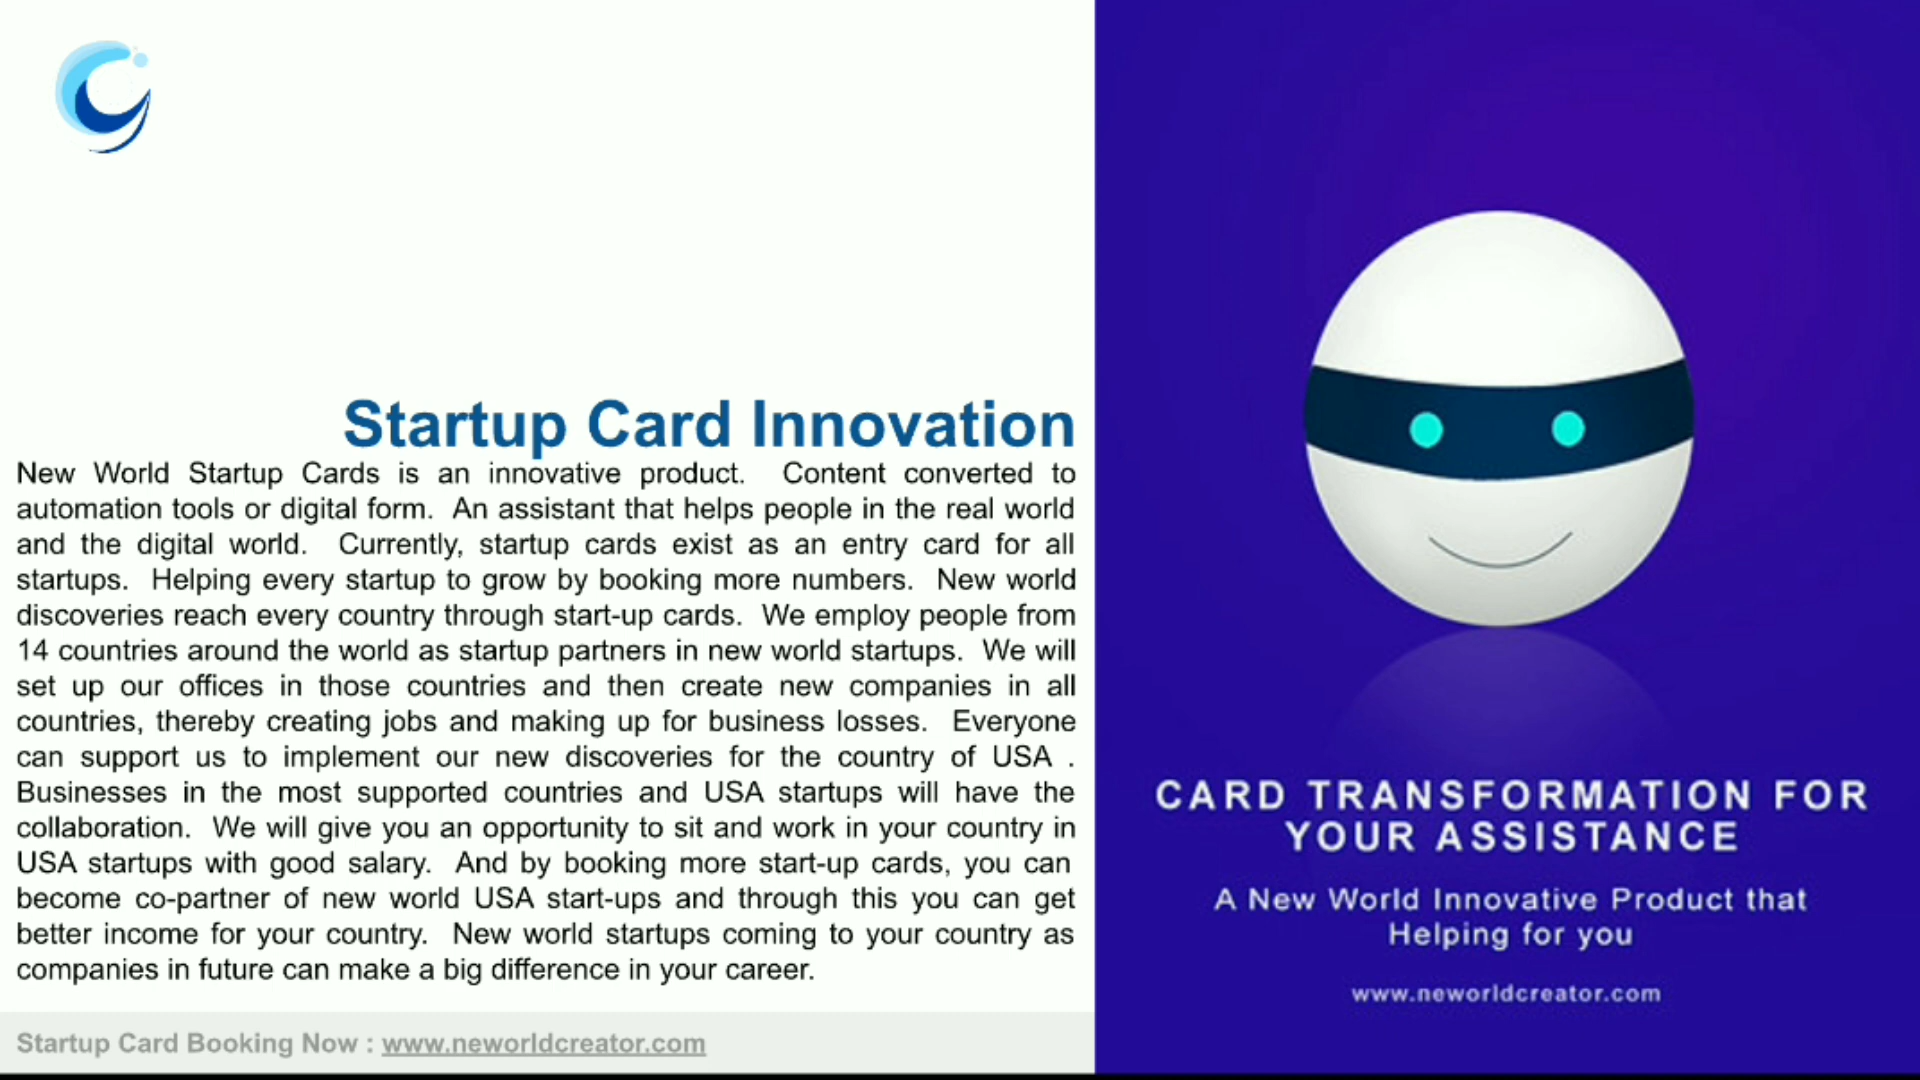 Startup Card Innovation
New World Startup Cards is an innovative product. Content converted to
automation tools or digital form. An assistant that helps people in the real world
and the digital world. Currently, startup cards exist as an entry card for all
startups. Helping every startup to grow by booking more numbers. New world
discoveries reach every country through start-up cards. We employ people from
14 countries around the world as startup partners in new world startups. We will
set up our offices in those countries and then create new companies in all
countries, thereby creating jobs and making up for business losses. Everyone
can support us to implement our new discoveries for the country of USA .
Businesses in the most supported countries and USA startups will have the
collaboration. We will give you an opportunity to sit and work in your country in
USA startups with good salary. And by booking more start-up cards, you can
become co-partner of new world USA start-ups and through this you can get
better income for your country. New world startups coming to your country as
companies in future can make a big difference in your career.
Startup Card Booking Now : www.neworldcreator.com
CARD TRANSFORMATION FOR
YOUR ASSISTANCE
A New World Innovative Product that
Helping for you
www.neworldcreator.com